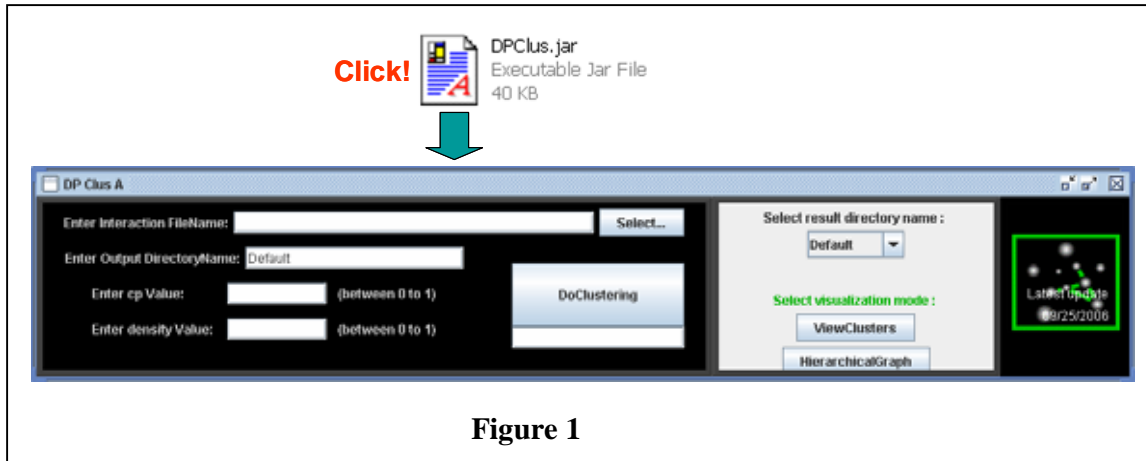 Click!
DPClus.jar
Executable Jar File
40 KB
DP Clus A
Enter Interaction FileName:
Select...
Enter Output DirectoryName:
Default
Enter cp Value:
(between 0 to 1)
Enter density Value:
(between 0 to 1)
DoClustering
Select result directory name :
Default
Select visualization mode :
ViewClusters
HierarchicalGraph
Latest update
09/25/2006
Figure 1